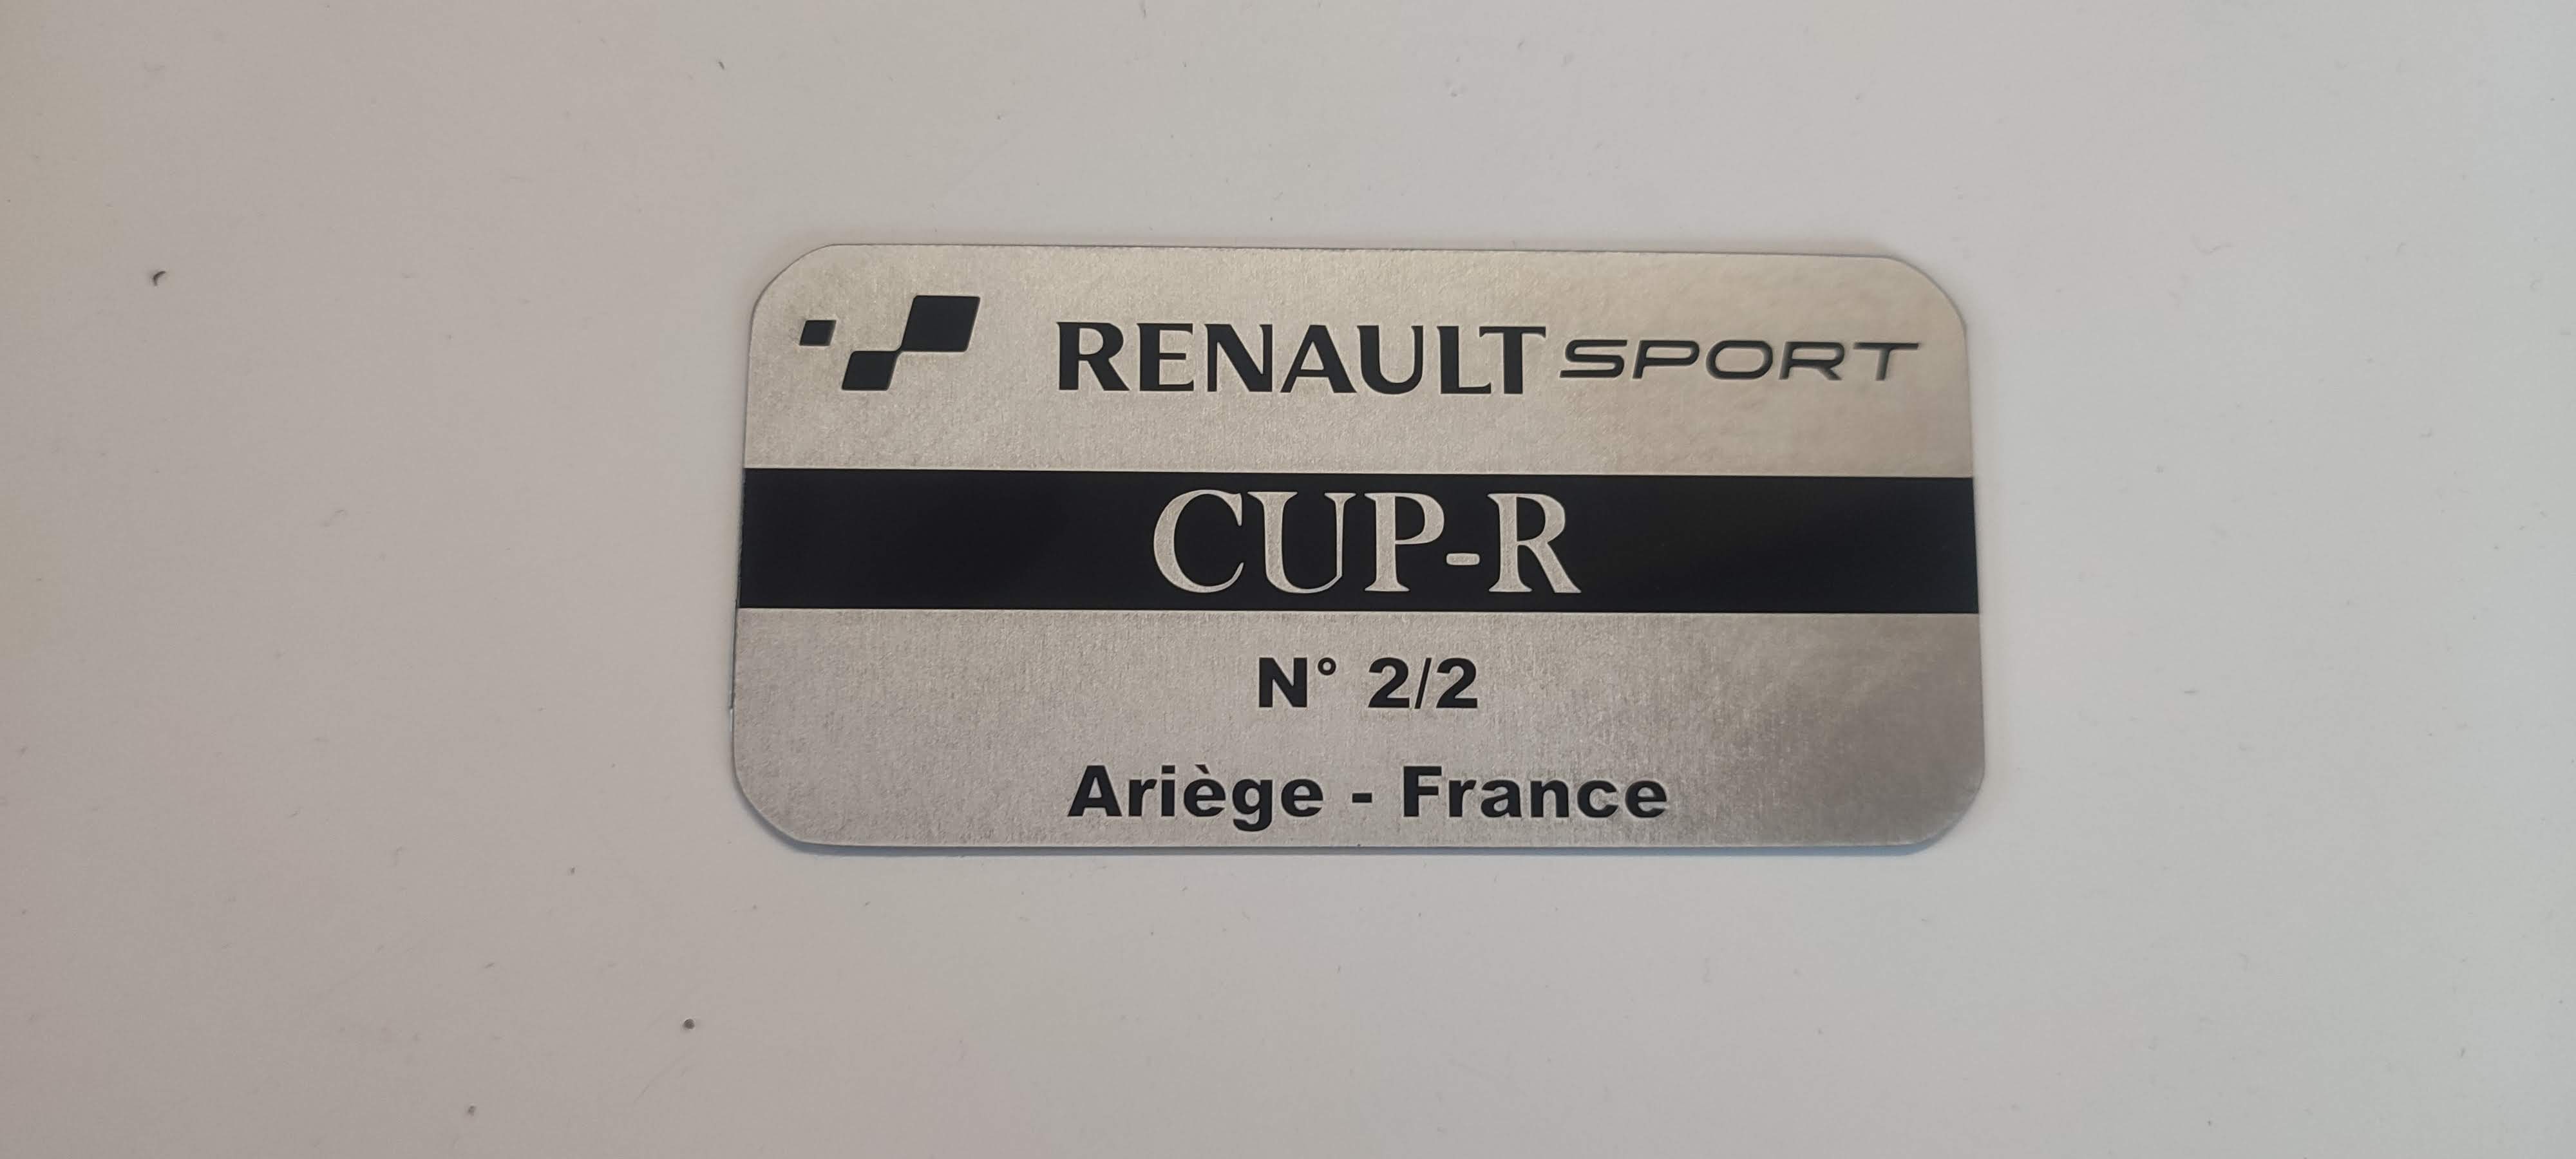 RENAULT SPORT
CUP-R
N° 2/2
Ariège - France